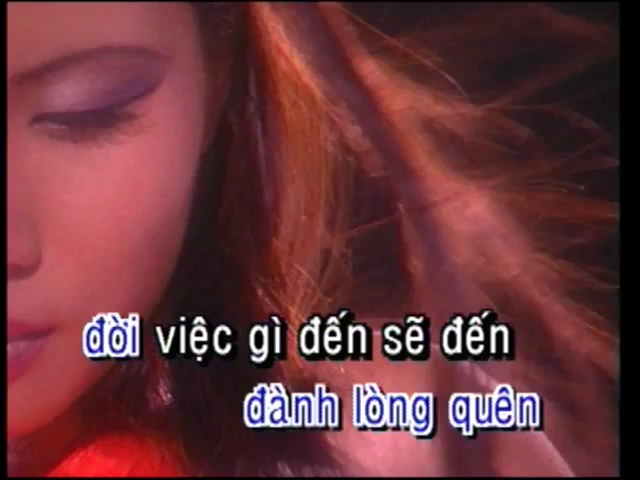 đời việc gì đến sẽ đến
đành lòng quên